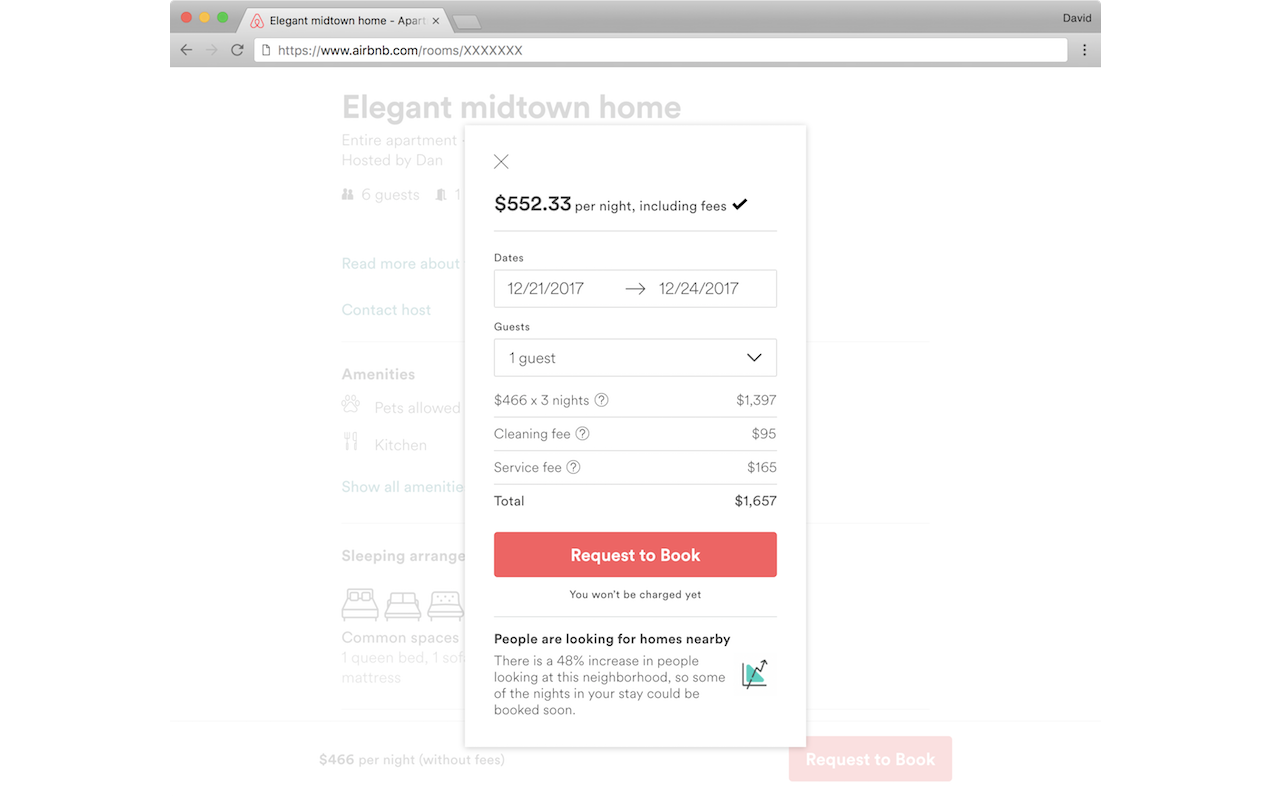 Elegant midtown home - Apart
David
https://www.airbnb.com/rooms/XXXXXXX
Elegant midtown home
Entire apartment
Hosted by Dan
6 guests 1
Read more about
Contact host
Amenities
Pets allowed
Kitchen
Show all amenitie
Sleeping arrange
Common spaces
1 queen bed, 1 sofa
mattress
$552.33 per night, including fees
Dates
12/21/2017 → 12/24/2017
Guests
1 guest
$466 x 3 nights ? $1,397
Cleaning fee ? $95
Service fee ? $165
Total $1,657
Request to Book
You won't be charged yet
People are looking for homes nearby
There is a 48% increase in people
looking at this neighborhood, so some
of the nights in your stay could be
booked soon.
$466 per night (without fees)
Request to Book